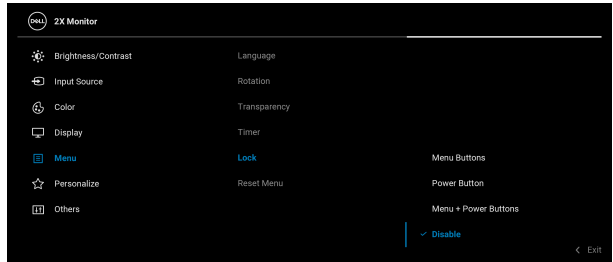 DELL 2X Monitor
Brightness/Contrast Language
Input Source Rotation
Color Transparency
Display Timer
Menu Lock Menu Buttons
Personalize Reset Menu Power Button
Others Menu + Power Buttons
Disable
Exit